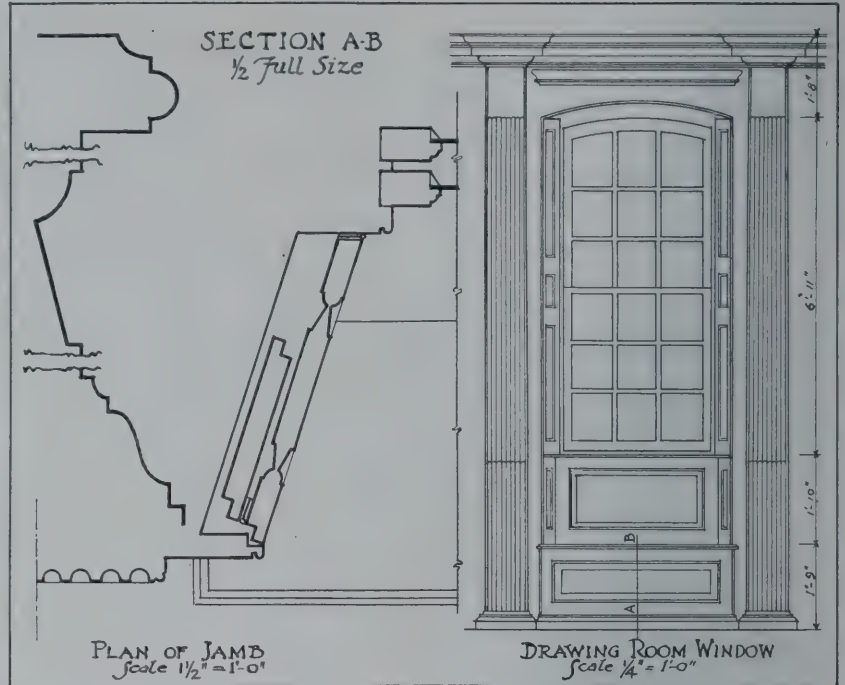 SECTION A-B
½ Full Size
1'-8"
6'-11"
1'-10"
B
1'-9"
A
PLAN OF JAMB
Scale 1½" = 1'-0"
DRAWING ROOM WINDOW
Scale ¼" = 1'-0"